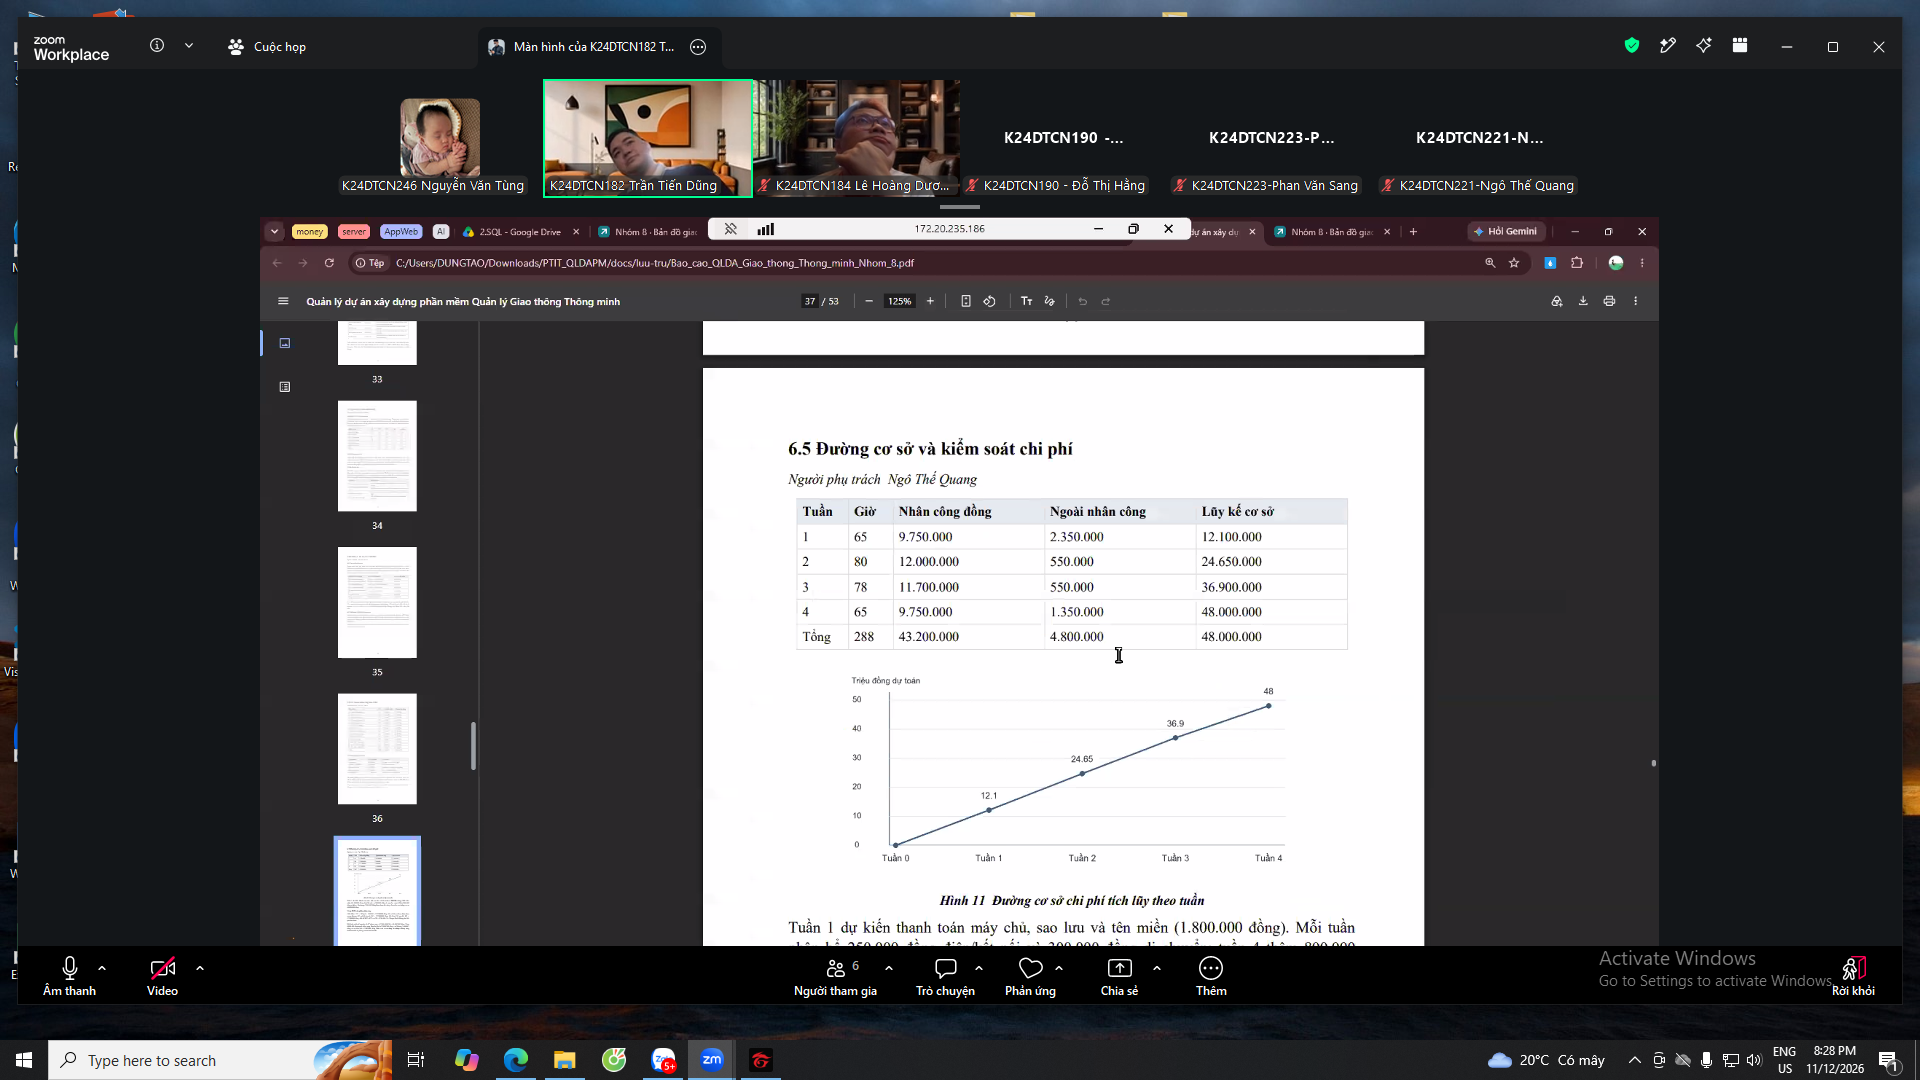 zoom
Workplace
Cuộc họp
Màn hình của K24DTCN182 T...
K24DTCN190 -...
K24DTCN223-P...
K24DTCN221-N...
K24DTCN246 Nguyễn Văn Tùng
K24DTCN182 Trần Tiến Dũng
K24DTCN184 Lê Hoàng Dươ...
K24DTCN190 - Đỗ Thị Hằng
K24DTCN223-Phan Văn Sang
K24DTCN221-Ngô Thế Quang
money
server
AppWeb
AI
2.SQL - Google Drive
Nhóm 8 - Bản đồ giao
172.20.235.186
dự án xây dự
Nhóm 8 - Bản đồ giao
Hỏi Gemini
Tệp
C:/Users/DUNGTAO/Downloads/PTIT_QLDAPM/docs/luu-tru/Bao_cao_QLDA_Giao_thong_Thong_minh_Nhom_8.pdf
Quản lý dự án xây dựng phần mềm Quản lý Giao thông Thông minh
37 / 53
125%
33
34
35
36
6.5 Đường cơ sở và kiểm soát chi phí
Người phụ trách Ngô Thế Quang
Tuần Giờ Nhân công đồng Ngoài nhân công Lũy kế cơ sở
1 65 9.750.000 2.350.000 12.100.000
2 80 12.000.000 550.000 24.650.000
3 78 11.700.000 550.000 36.900.000
4 65 9.750.000 1.350.000 48.000.000
Tổng 288 43.200.000 4.800.000 48.000.000
Triệu đồng dự toán
50
40
30
20
10
0
12.1
24.65
36.9
48
Tuần 0 Tuần 1 Tuần 2 Tuần 3 Tuần 4
Hình 11 Đường cơ sở chi phí tích lũy theo tuần
Tuần 1 dự kiến thanh toán máy chủ, sao lưu và tên miền (1.800.000 đồng). Mỗi tuần
Activate Windows
Go to Settings to activate Windows.
Âm thanh
Video
6
Người tham gia
Trò chuyện
Phản ứng
Chia sẻ
Thêm
Rời khỏi
Type here to search
5+
zm
20°C Có mây
ENG
US
8:28 PM
11/12/2026
1